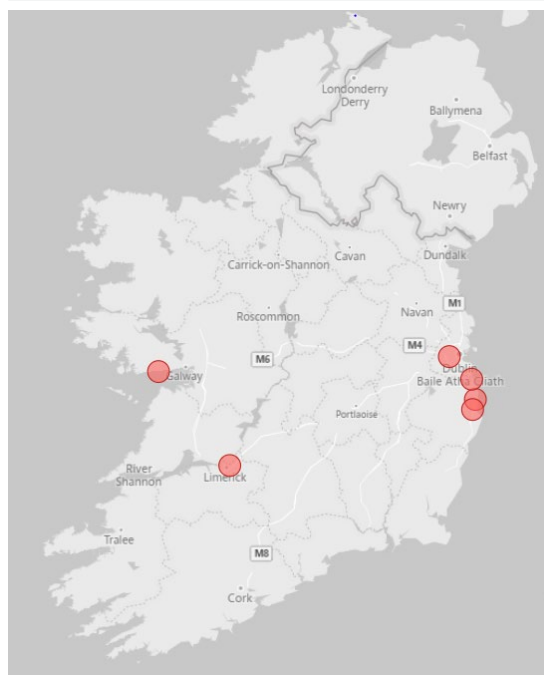 Londonderry
Derry
Ballymena
Belfast
Newry
Cavan
Dundalk
Carrick-on-Shannon
M1
Roscommon
Navan
M4
M6
Dublin
Galway
Baile Átha Cliath
Portlaoise
River
Shannon
Limerick
Tralee
M8
Cork